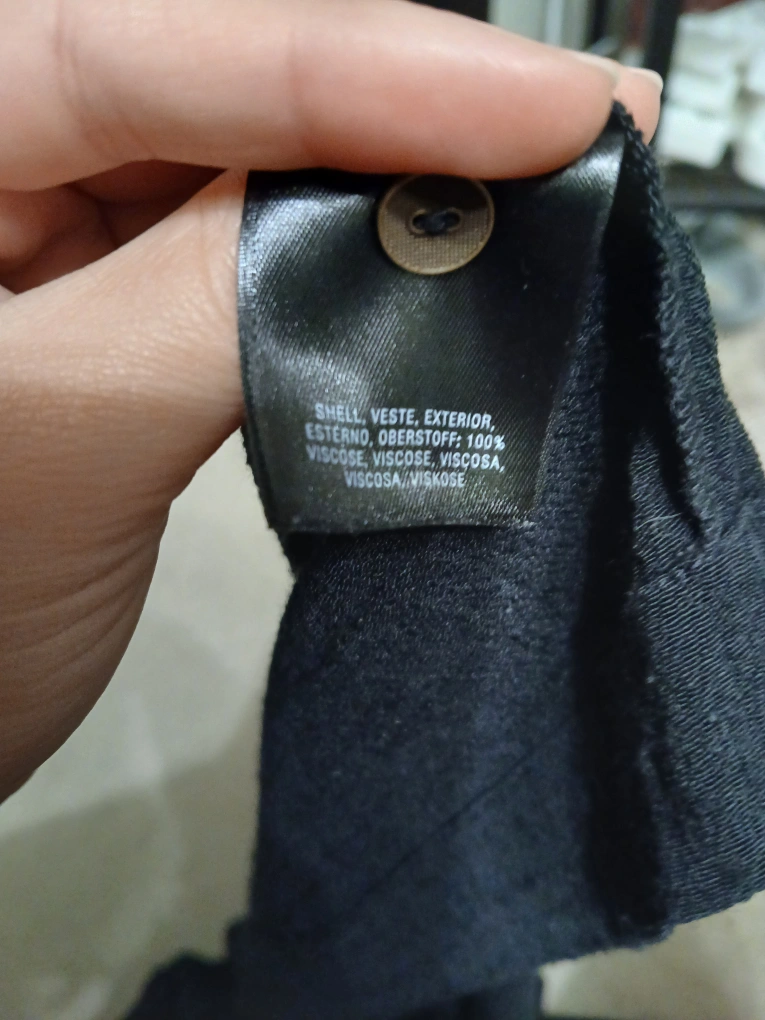 SHELL, VESTE, EXTERIOR,
ESTERNO, OBERSTOFF: 100%
VISCOSE, VISCOSE, VISCOSA,
VISCOSA, VISKOSE